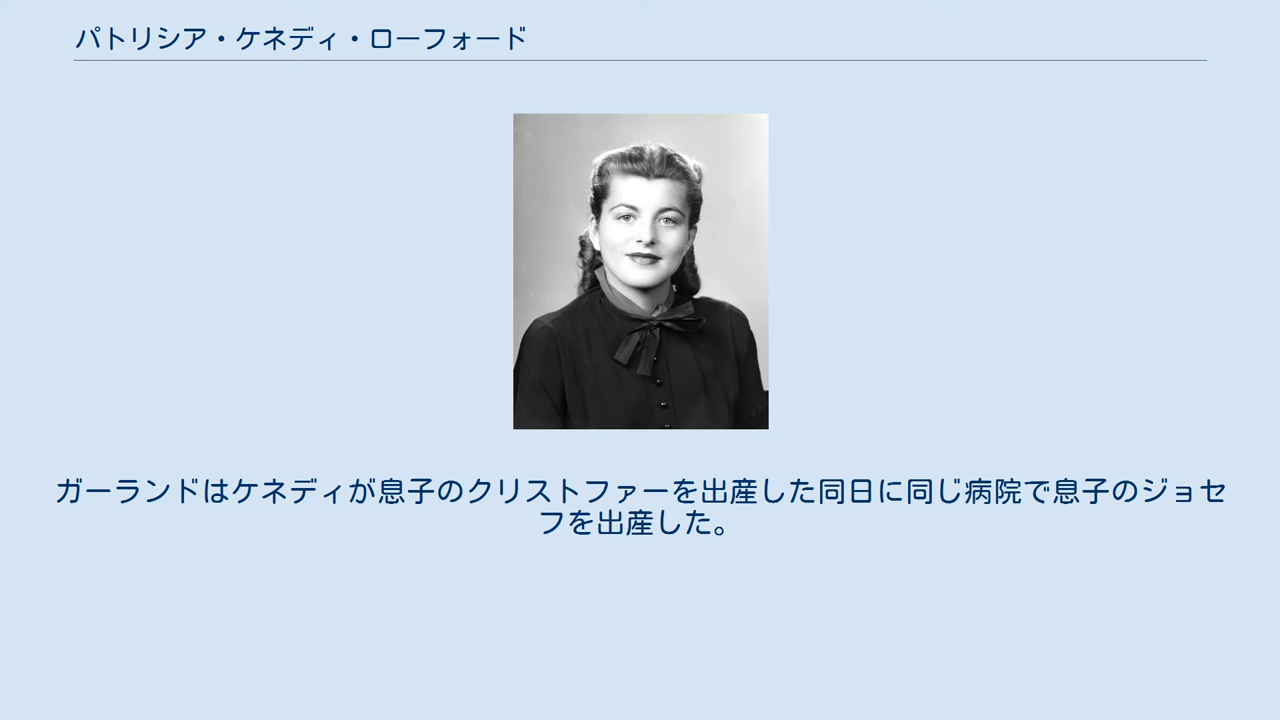 パトリシア・ケネディ・ローフォード
ガーランドはケネディが息子のクリストファーを出産した同日に同じ病院で息子のジョセ
フを出産した。